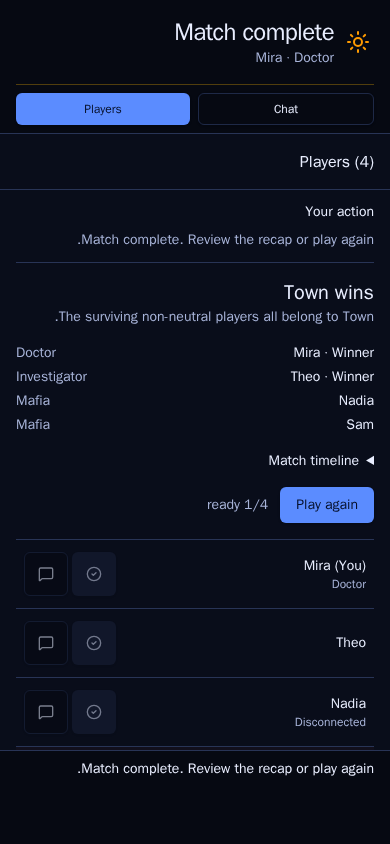 Match complete
Mira · Doctor
Players
Chat
Players (4)
Your action
.Match complete. Review the recap or play again
Town wins
.The surviving non-neutral players all belong to Town
Mira · Winner
Doctor
Theo · Winner
Investigator
Nadia
Mafia
Sam
Mafia
Match timeline
Play again
ready 1/4
Mira (You)
Doctor
Theo
Nadia
Disconnected
.Match complete. Review the recap or play again